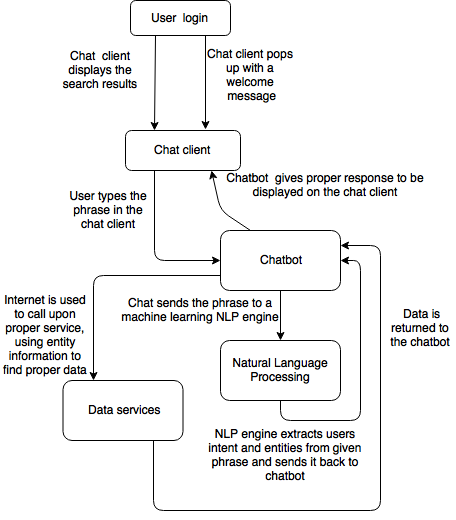 User login
Chat client
displays the
search results
Chat client pops
up with a
welcome
message
Chat client
Chatbot gives proper response to be
displayed on the chat client
User types the
phrase in the
chat client
Chatbot
Internet is used
to call upon
proper service,
using entity
information to
find proper data
Chat sends the phrase to a
machine learning NLP engine
Data is
returned to
the chatbot
Natural Language
Processing
Data services
NLP engine extracts users
intent and entities from given
phrase and sends it back to
chatbot